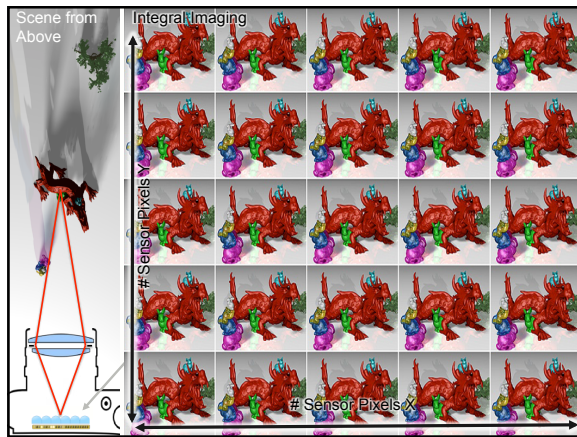 Scene from
Above
Integral Imaging
# Sensor Pixels Y
# Sensor Pixels X